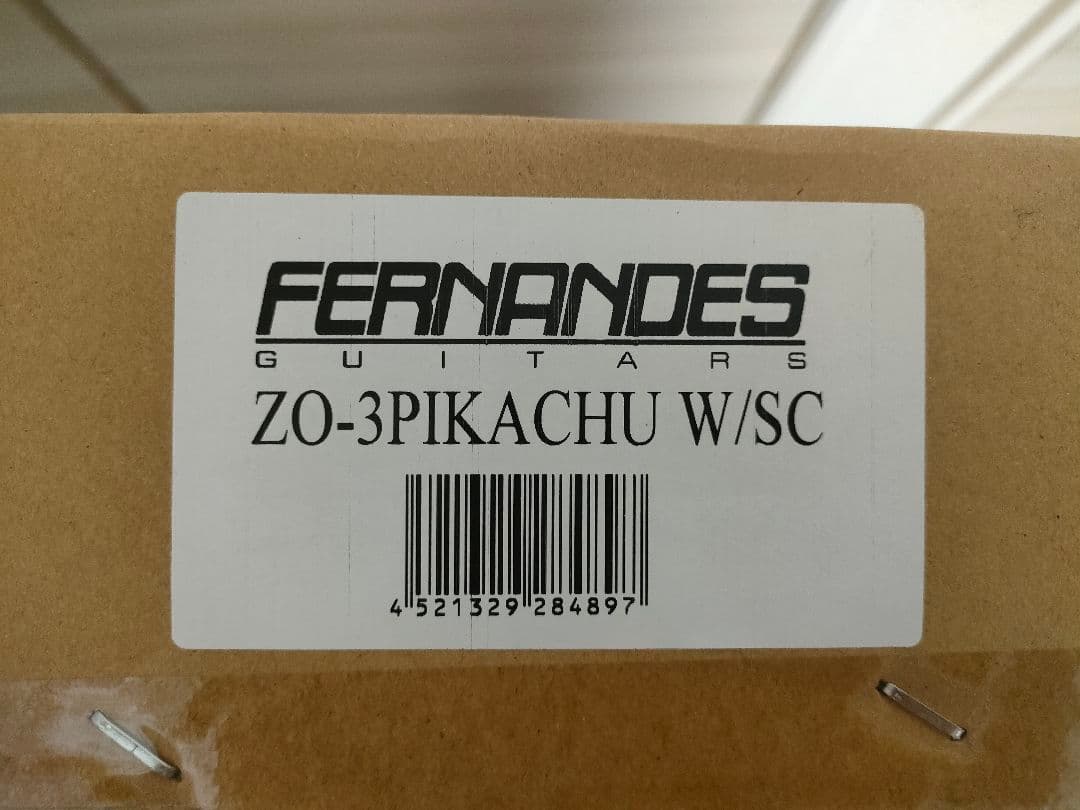 FERNANDES
GUITARS
ZO-3PIKACHU W/SC
4 521329 284897